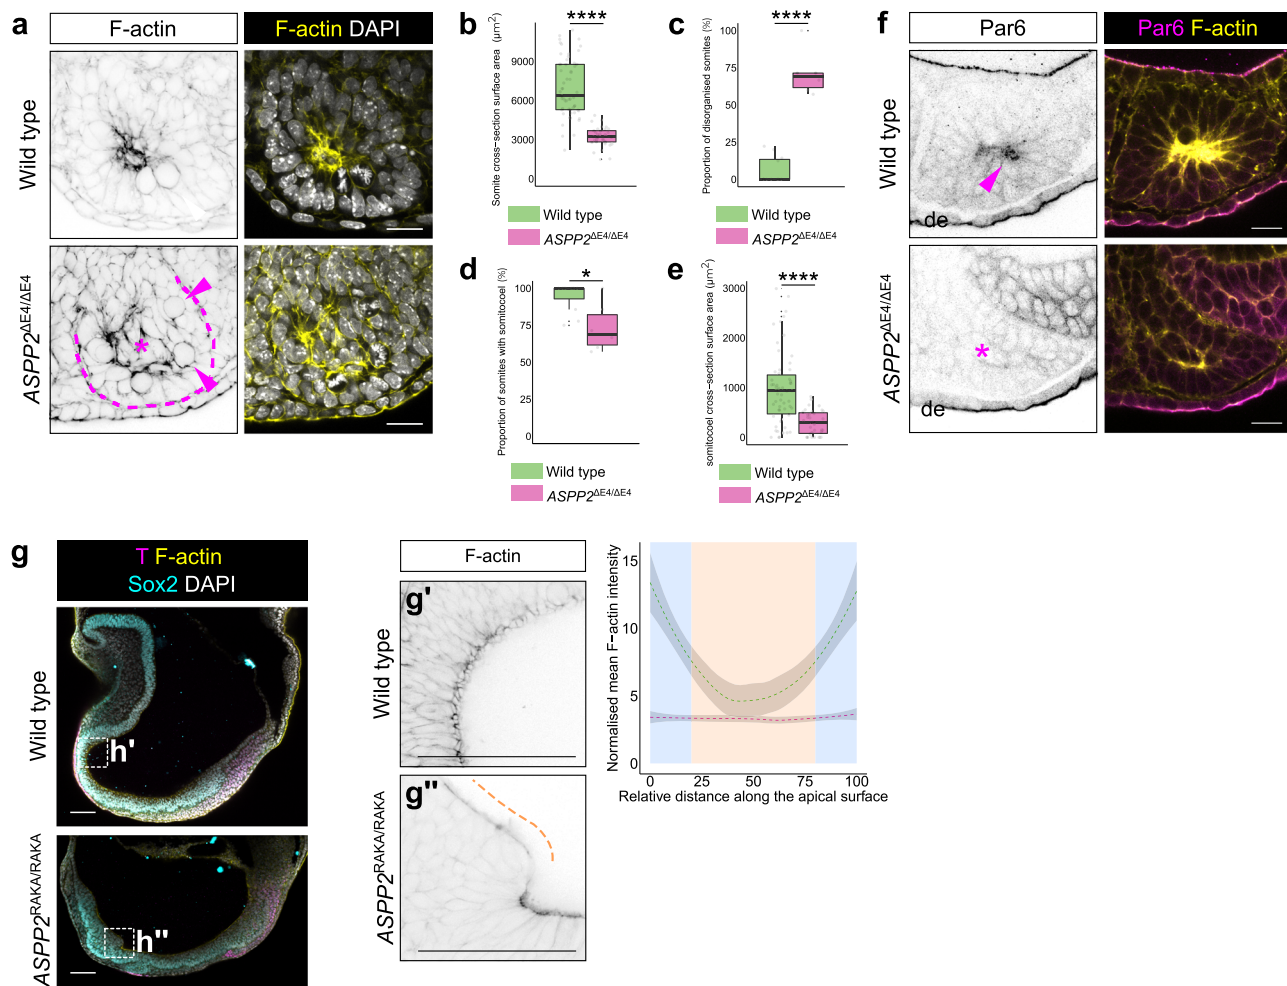 a
F-actin
F-actin DAPI
Wild type
ASPP2ΔE4/ΔE4
*
b
Somite cross−section surface area (μm2)
****
9000
6000
3000
0
Wild type
ASPP2ΔE4/ΔE4
c
Proportion of disorganised somites (%)
****
100
75
50
25
0
Wild type
ASPP2ΔE4/ΔE4
d
Proportion of somites with somitocoel (%)
*
100
75
50
25
0
Wild type
ASPP2ΔE4/ΔE4
e
somitocoel cross−section surface area (μm2)
****
3000
2000
1000
0
Wild type
ASPP2ΔE4/ΔE4
f
Par6
Par6 F-actin
Wild type
de
ASPP2ΔE4/ΔE4
*
de
g
T F-actin
Sox2 DAPI
Wild type
h'
ASPP2RAKA/RAKA
h"
F-actin
Wild type
g'
ASPP2RAKA/RAKA
g"
Normalised mean F−actin intensity
15
10
5
0
0 25 50 75 100
Relative distance along the apical surface